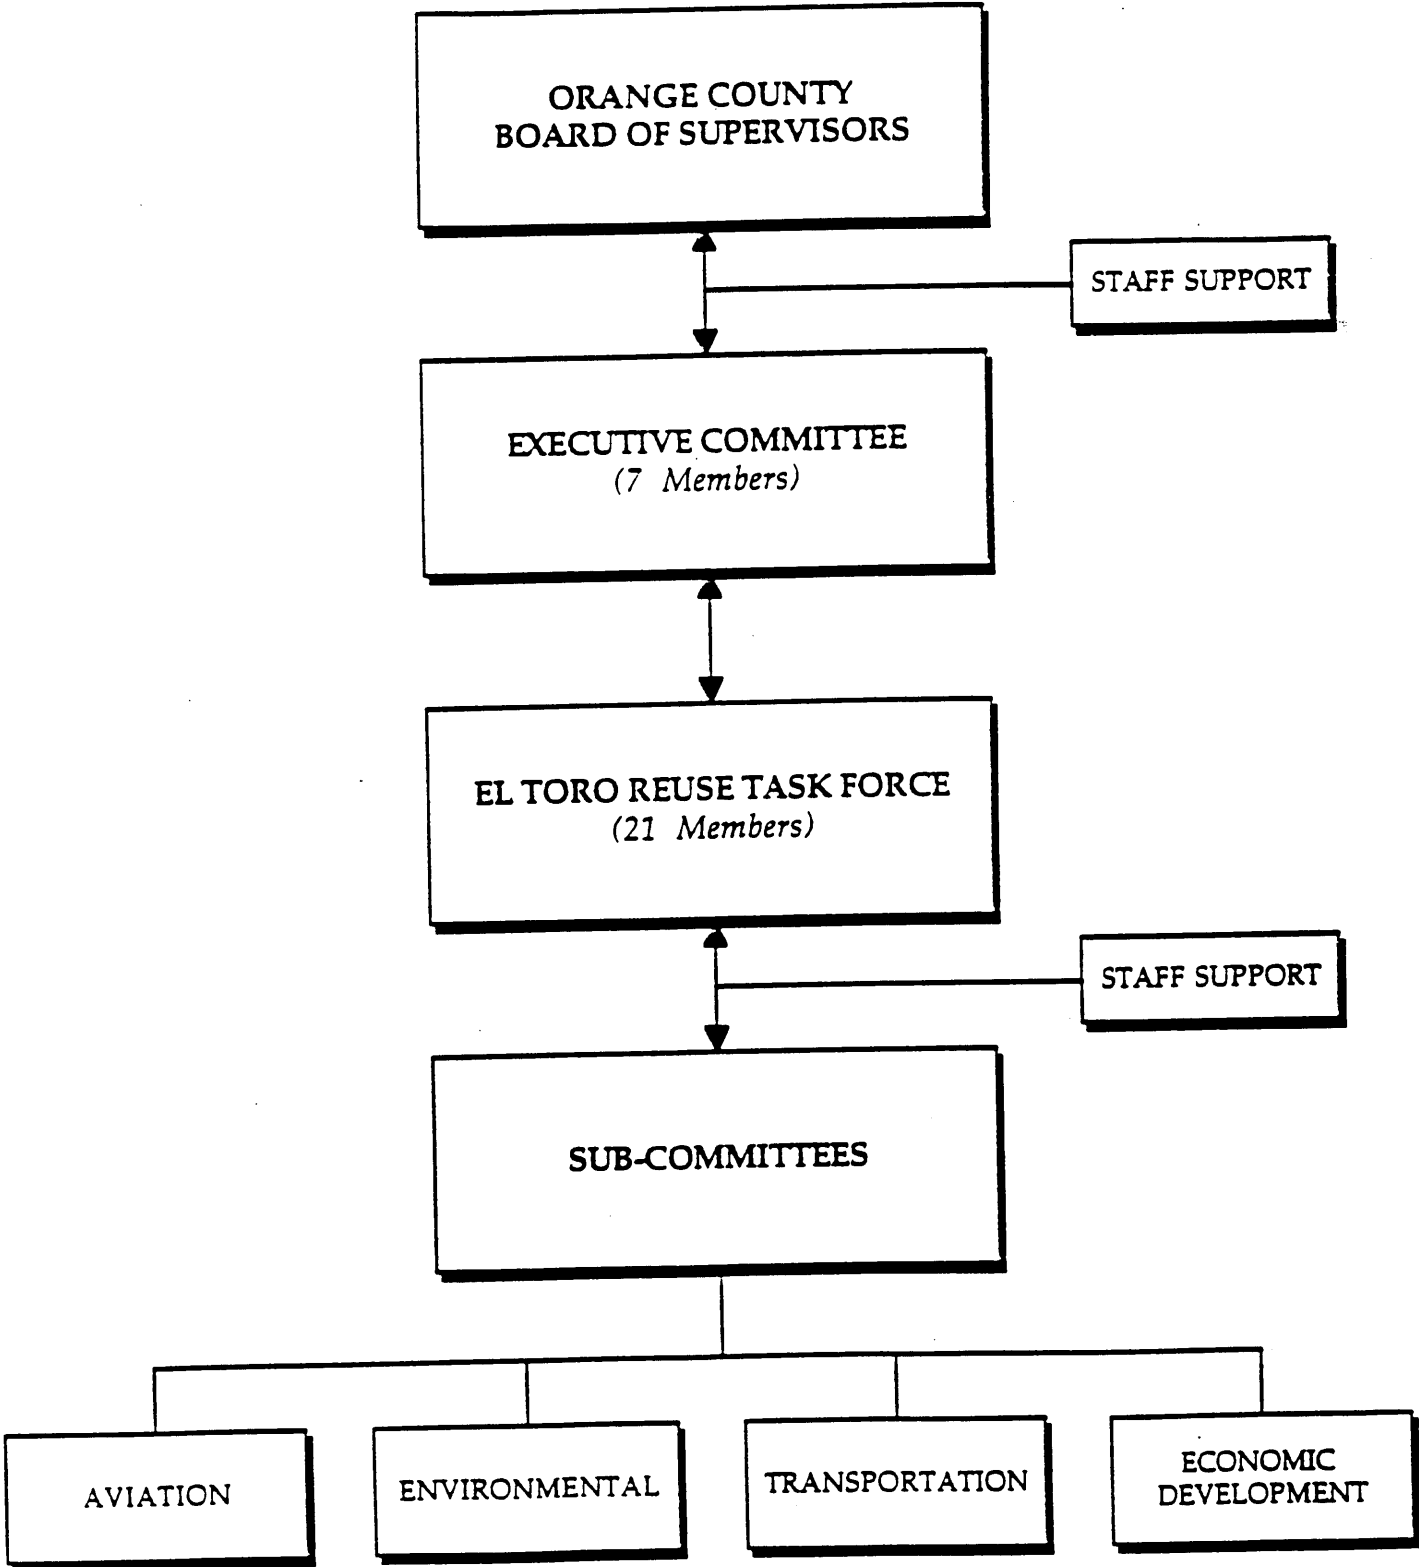 ORANGE COUNTY
BOARD OF SUPERVISORS
STAFF SUPPORT
EXECUTIVE COMMITTEE
(7 Members)
EL TORO REUSE TASK FORCE
(21 Members)
STAFF SUPPORT
SUB-COMMITTEES
AVIATION
ENVIRONMENTAL
TRANSPORTATION
ECONOMIC
DEVELOPMENT